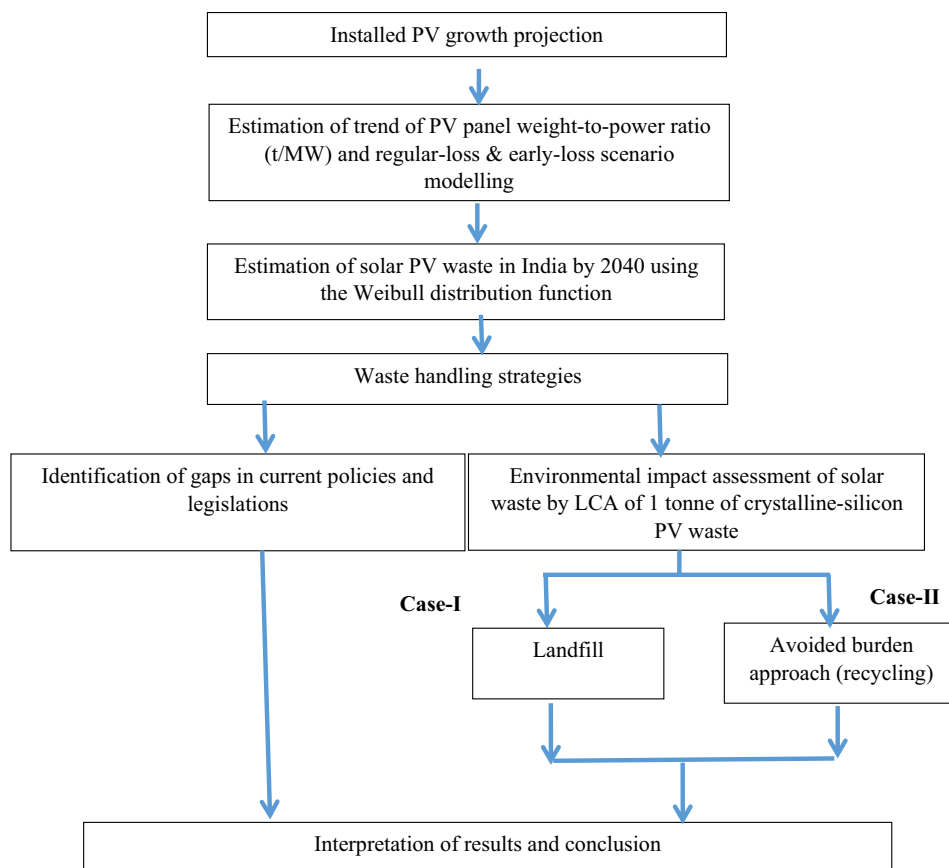 Installed PV growth projection
Estimation of trend of PV panel weight-to-power ratio
(t/MW) and regular-loss & early-loss scenario
modelling
Estimation of solar PV waste in India by 2040 using
the Weibull distribution function
Waste handling strategies
Identification of gaps in current policies and
legislations
Environmental impact assessment of solar
waste by LCA of 1 tonne of crystalline-silicon
PV waste
Case-I
Case-II
Landfill
Avoided burden
approach (recycling)
Interpretation of results and conclusion